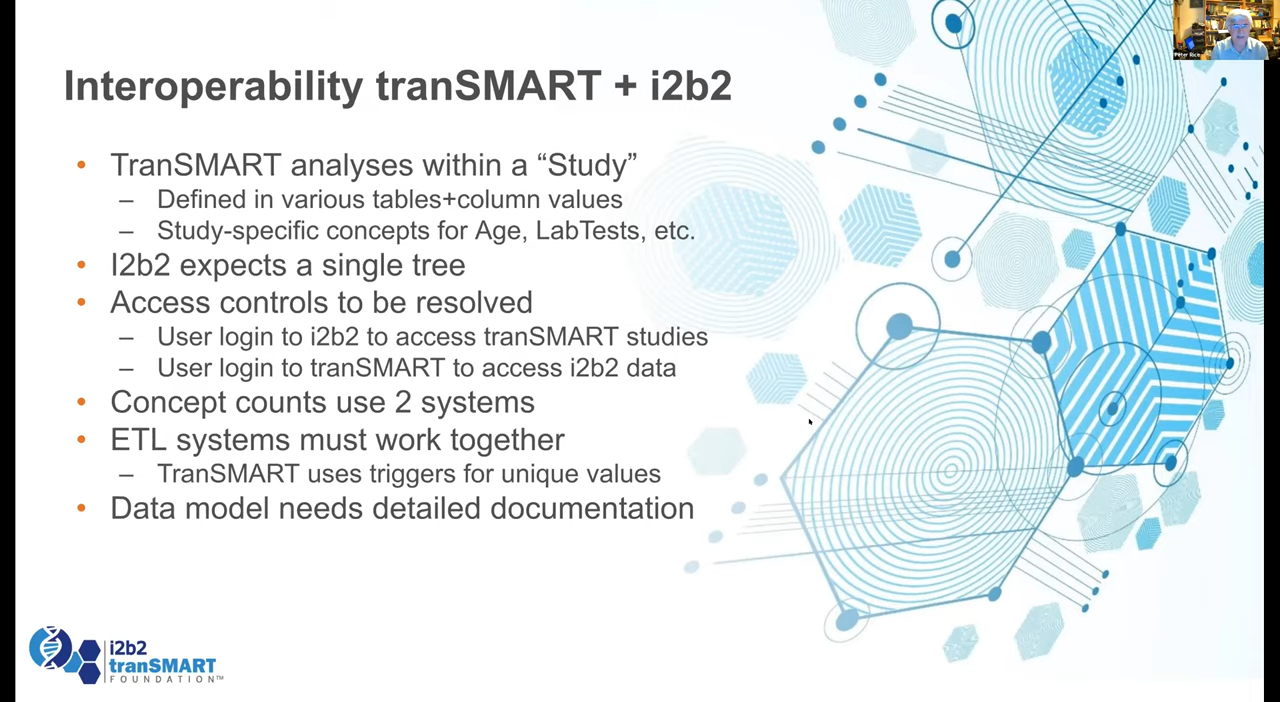 Peter Rice
Interoperability tranSMART + i2b2
• TranSMART analyses within a “Study”
– Defined in various tables+column values
– Study-specific concepts for Age, LabTests, etc.
• I2b2 expects a single tree
• Access controls to be resolved
– User login to i2b2 to access tranSMART studies
– User login to tranSMART to access i2b2 data
• Concept counts use 2 systems
• ETL systems must work together
– TranSMART uses triggers for unique values
• Data model needs detailed documentation
i2b2
tranSMART
FOUNDATION™